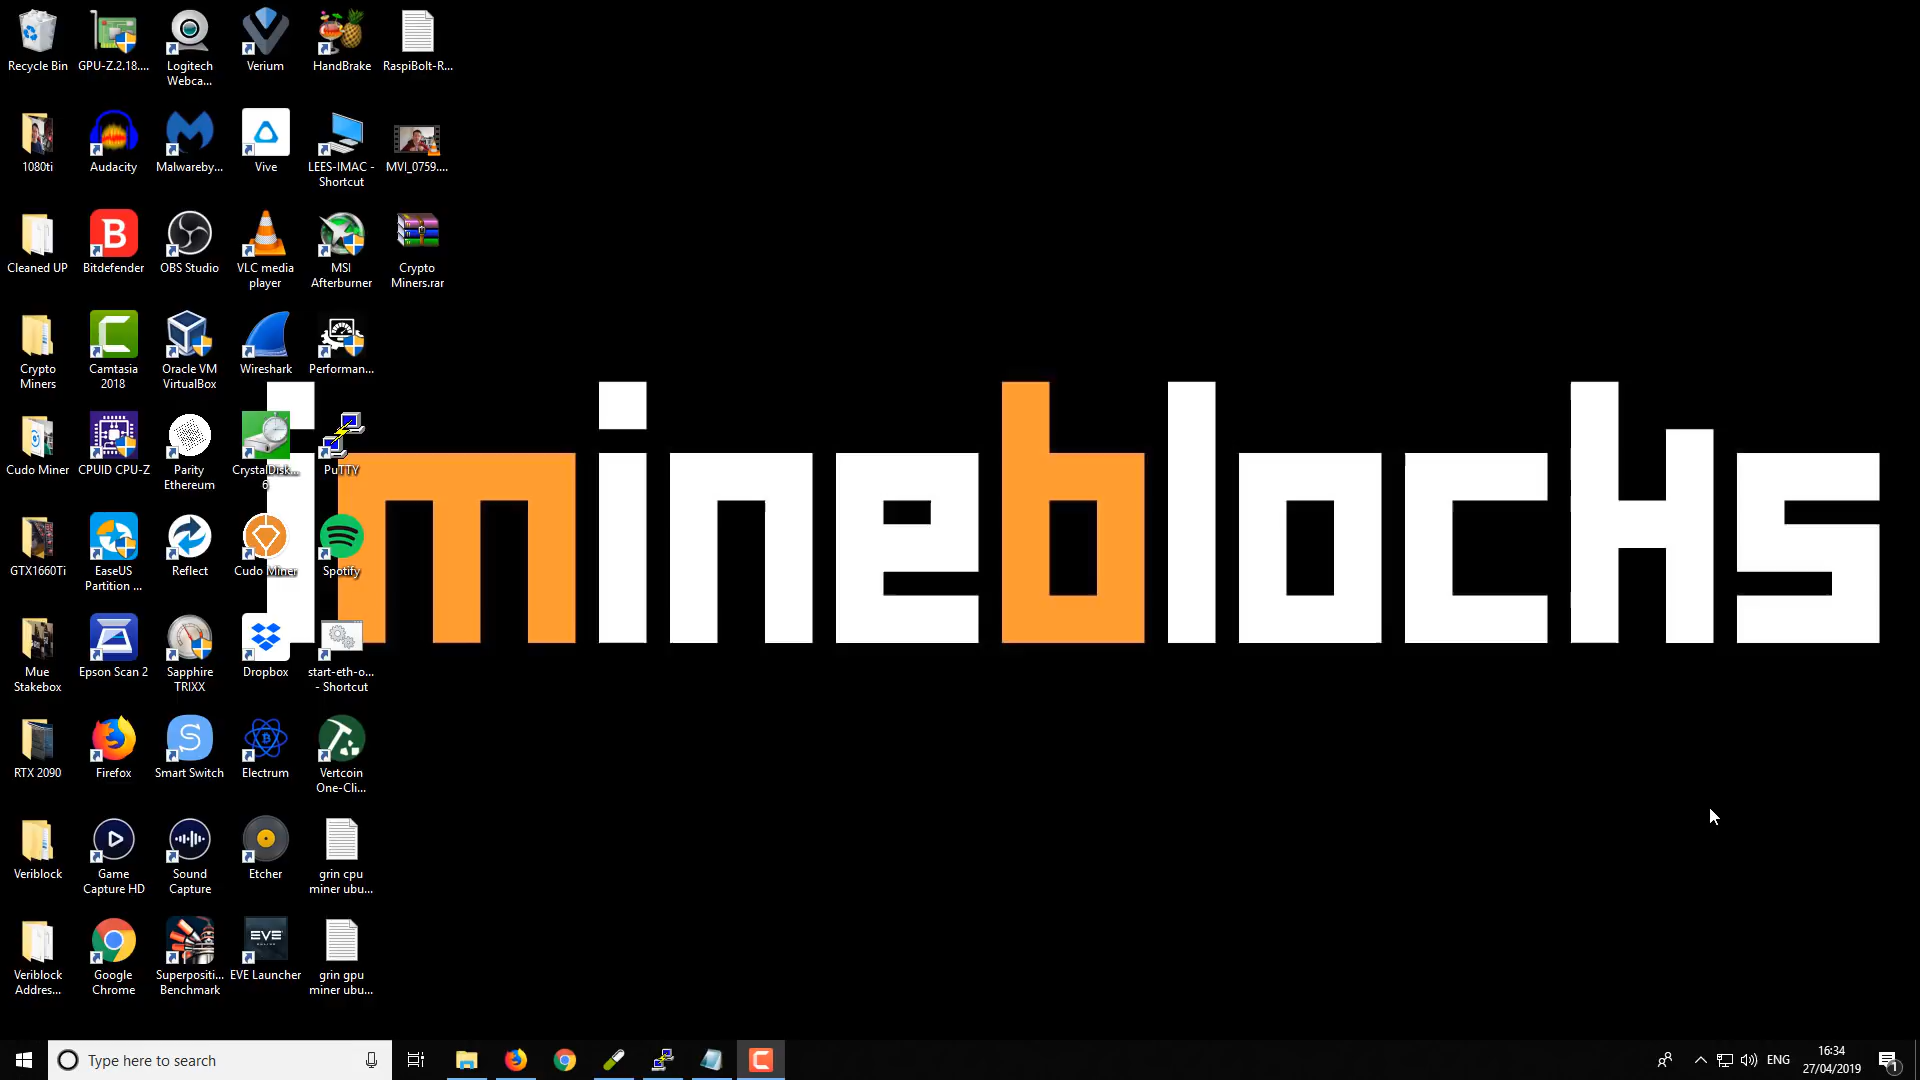 Recycle Bin
GPU-Z.2.18....
Logitech
Webca...
Verium
HandBrake
RaspiBolt-R...
1080ti
Audacity
Malwareby...
Vive
LEES-IMAC -
Shortcut
MVI_0759....
Cleaned UP
Bitdefender
OBS Studio
VLC media
player
MSI
Afterburner
Crypto
Miners.rar
Crypto
Miners
Camtasia
2018
Oracle VM
VirtualBox
Wireshark
Performan...
Cudo Miner
CPUID CPU-Z
Parity
Ethereum
CrystalDisk...
6
PuTTY
imineblocks
GTX1660Ti
EaseUS
Partition ...
Reflect
Cudo Miner
Spotify
Mue
Stakebox
Epson Scan 2
Sapphire
TRIXX
Dropbox
start-eth-o...
- Shortcut
RTX 2090
Firefox
Smart Switch
Electrum
Vertcoin
One-Cli...
Veriblock
Game
Capture HD
Sound
Capture
Etcher
grin cpu
miner ubu...
EVE
Veriblock
Addres...
Google
Chrome
Superpositi...
Benchmark
EVE Launcher
grin gpu
miner ubu...
Type here to search
ENG
16:34
27/04/2019
1